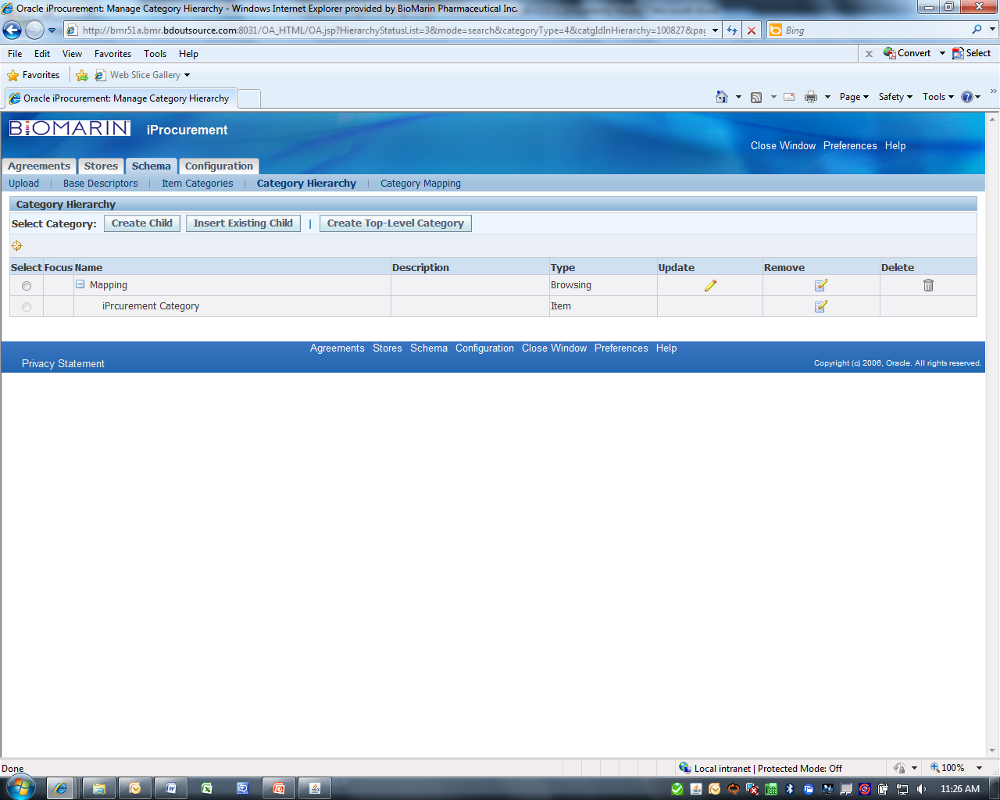 Oracle iProcurement: Manage Category Hierarchy - Windows Internet Explorer provided by BioMarin Pharmaceutical Inc.
http://bmr51a.bmr.bdoutsource.com:8031/OA_HTML/OA.jsp?HierarchyStatusList=3&mode=search&categoryType=4&catgIdInHierarchy=100827&pag Bing
File Edit View Favorites Tools Help x Convert Select
Favorites Web Slice Gallery
Oracle iProcurement: Manage Category Hierarchy Page Safety Tools
BIOMARIN iProcurement
Close Window Preferences Help
Agreements Stores Schema Configuration
Upload | Base Descriptors | Item Categories | Category Hierarchy | Category Mapping
Category Hierarchy
Select Category: Create Child Insert Existing Child | Create Top-Level Category
Select Focus Name Description Type Update Remove Delete
Mapping Browsing
iPrcurement Category Item
Agreements Stores Schema Configuration Close Window Preferences Help
Privacy Statement Copyright (c) 2006, Oracle. All rights reserved.
Done Local intranet | Protected Mode: Off 100%
11:26 AM